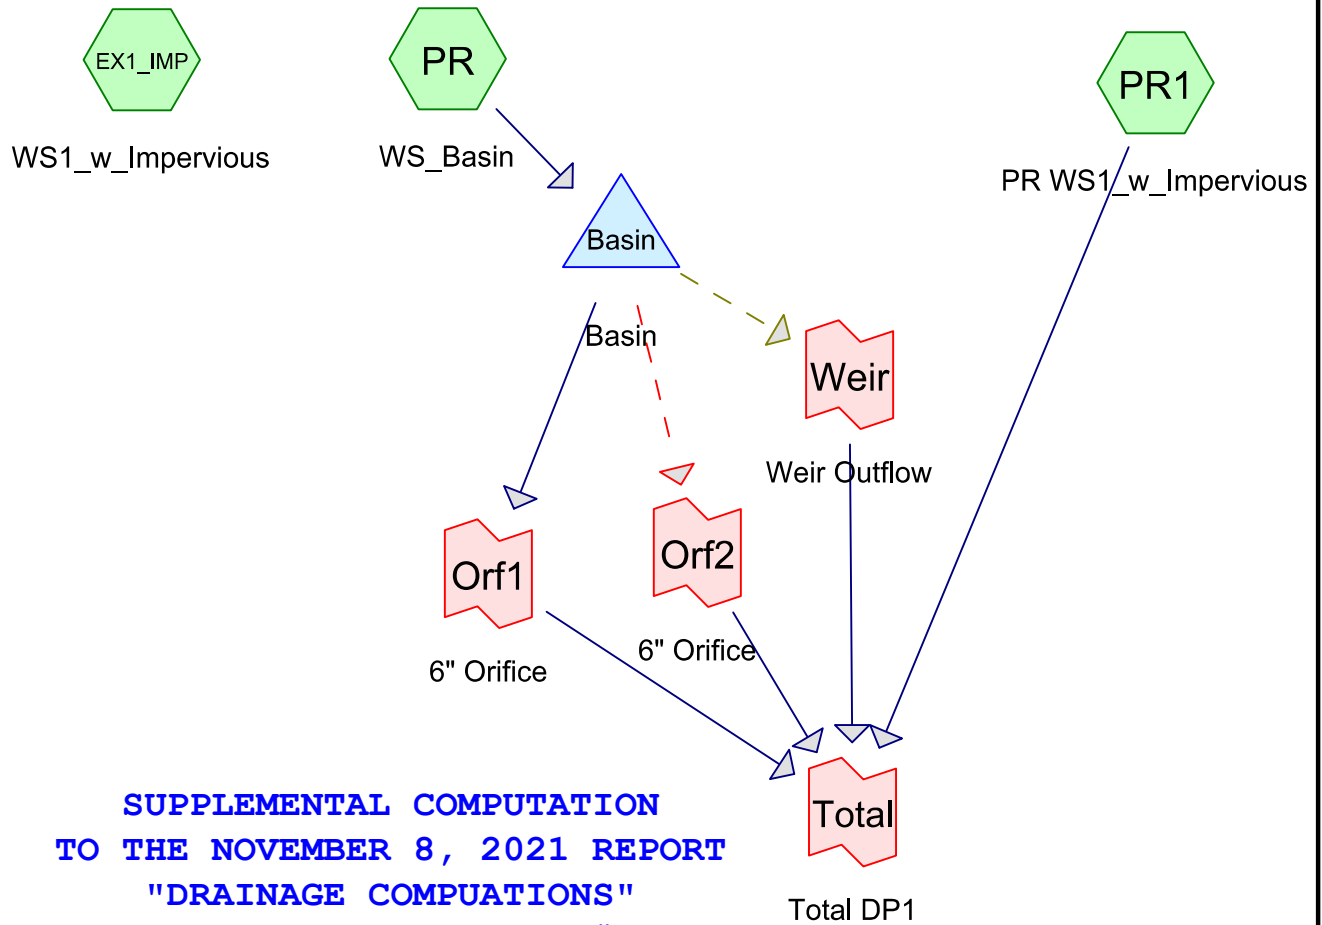 EX1_IMP
WS1_w_Impervious
PR
WS_Basin
PR1
PR WS1_w_Impervious
Basin
Basin
Weir
Weir Outflow
Orf1
6" Orifice
Orf2
6" Orifice
Total
Total DP1
SUPPLEMENTAL COMPUTATION
TO THE NOVEMBER 8, 2021 REPORT
"DRAINAGE COMPUATIONS"